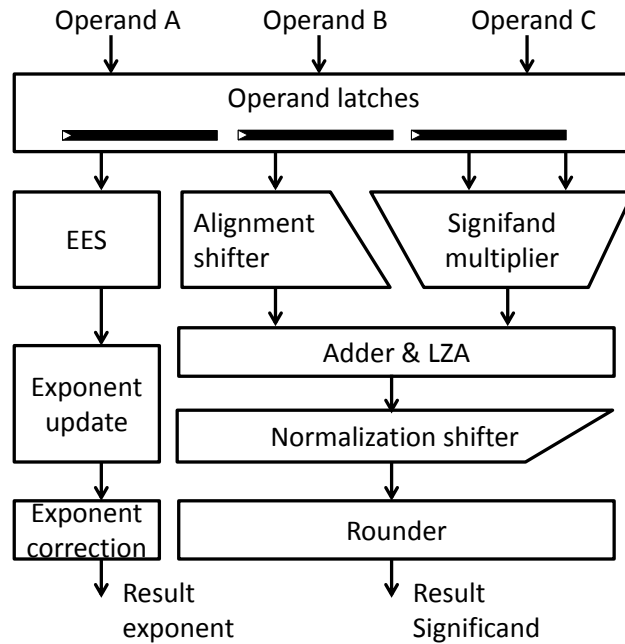 Operand A
Operand B
Operand C
Operand latches
EES
Alignment
shifter
Signifand
multiplier
Adder & LZA
Exponent
update
Normalization shifter
Exponent
correction
Rounder
Result
exponent
Result
Significand